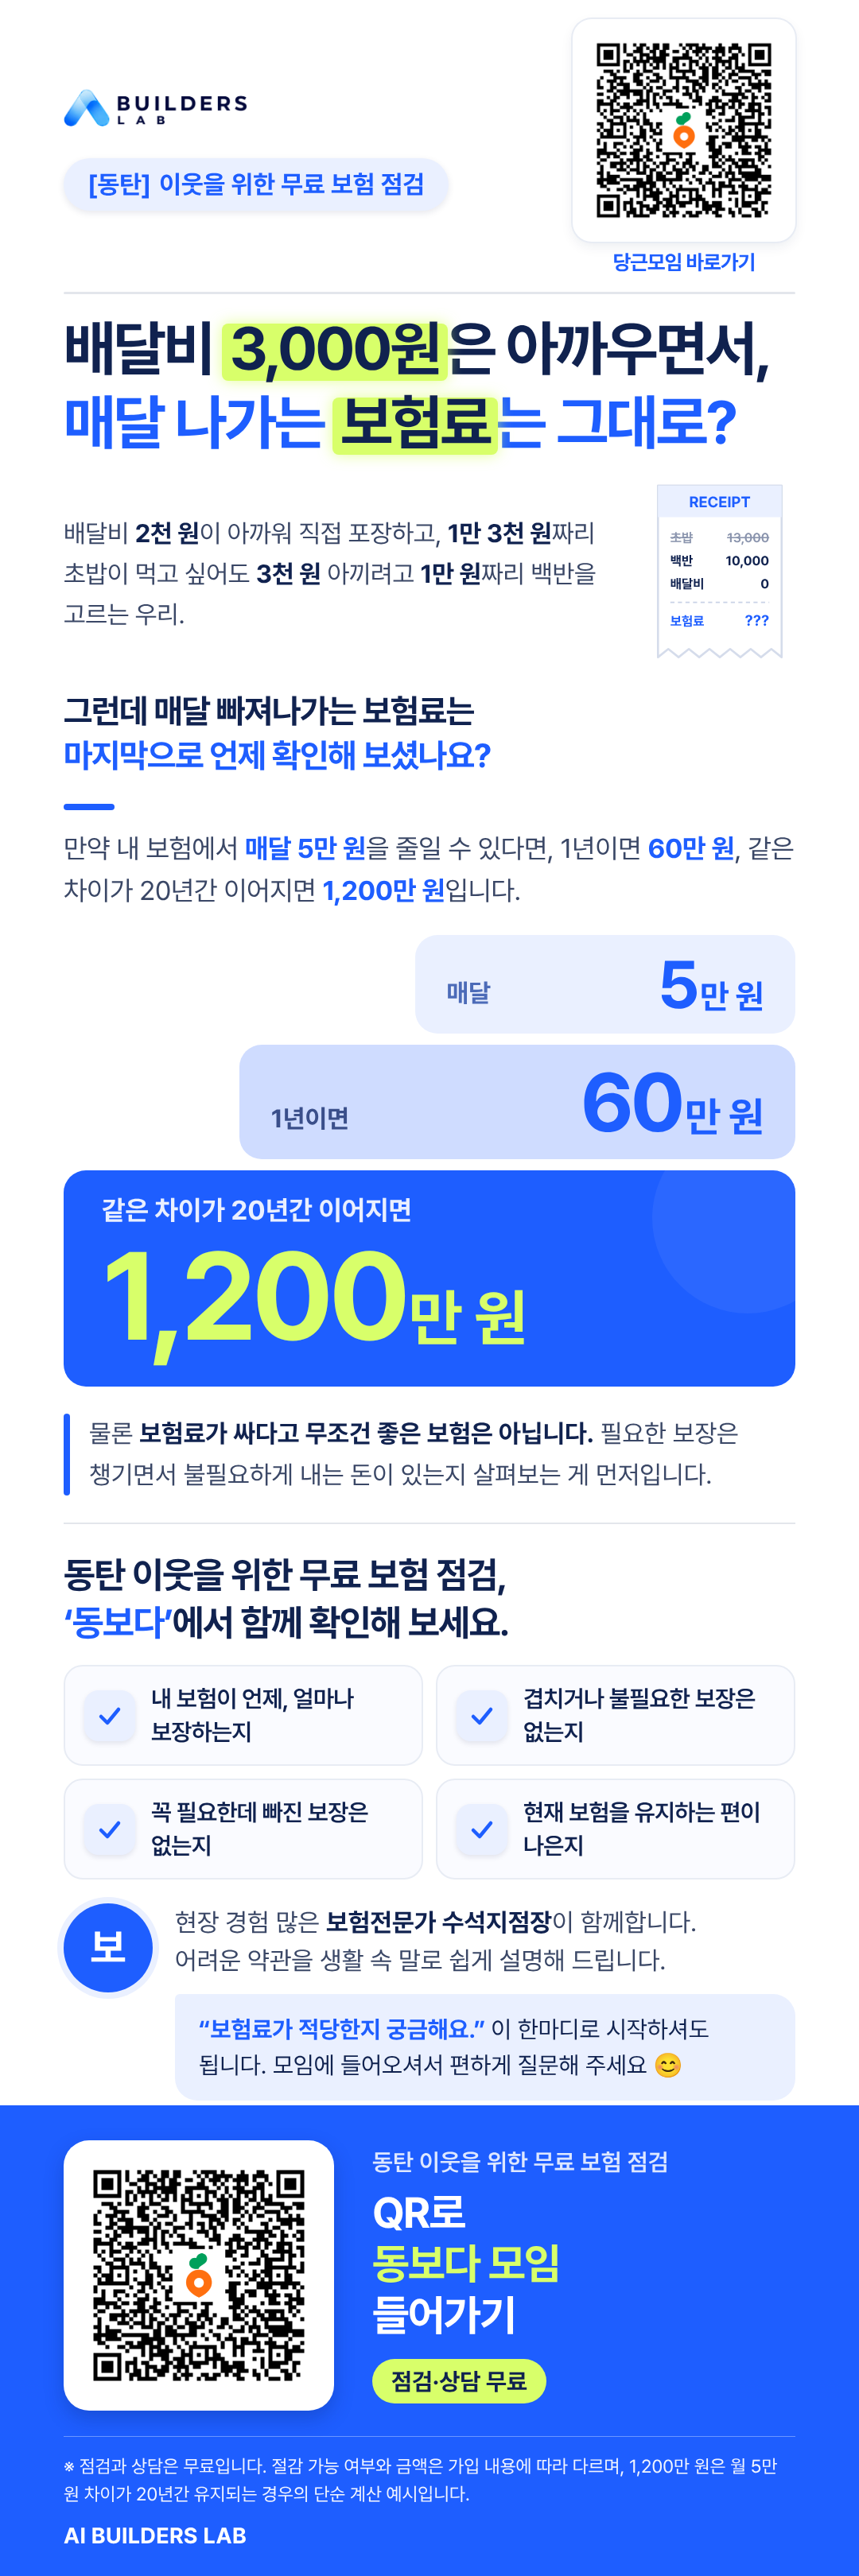 BUILDERS
LAB
[동탄] 이웃을 위한 무료 보험 점검
당근모임 바로가기
배달비 3,000원은 아까우면서,
매달 나가는 보험료는 그대로?
배달비 2천 원이 아까워 직접 포장하고, 1만 3천 원짜리
초밥이 먹고 싶어도 3천 원 아끼려고 1만 원짜리 백반을
고르는 우리.
RECEIPT
초밥 13,000
백반 10,000
배달비 0
보험료 ???
그런데 매달 빠져나가는 보험료는
마지막으로 언제 확인해 보셨나요?
만약 내 보험에서 매달 5만 원을 줄일 수 있다면, 1년이면 60만 원, 같은
차이가 20년간 이어지면 1,200만 원입니다.
매달 5만 원
1년이면 60만 원
같은 차이가 20년간 이어지면
1,200만 원
물론 보험료가 싸다고 무조건 좋은 보험은 아닙니다. 필요한 보장은
챙기면서 불필요하게 내는 돈이 있는지 살펴보는 게 먼저입니다.
동탄 이웃을 위한 무료 보험 점검,
‘동보다’에서 함께 확인해 보세요.
내 보험이 언제, 얼마나
보장하는지
겹치거나 불필요한 보장은
없는지
꼭 필요한데 빠진 보장은
없는지
현재 보험을 유지하는 편이
나은지
보
현장 경험 많은 보험전문가 수석지점장이 함께합니다.
어려운 약관을 생활 속 말로 쉽게 설명해 드립니다.
“보험료가 적당한지 궁금해요.” 이 한마디로 시작하셔도
됩니다. 모임에 들어오셔서 편하게 질문해 주세요 😊
동탄 이웃을 위한 무료 보험 점검
QR로
동보다 모임
들어가기
점검·상담 무료
※ 점검과 상담은 무료입니다. 절감 가능 여부와 금액은 가입 내용에 따라 다르며, 1,200만 원은 월 5만
원 차이가 20년간 유지되는 경우의 단순 계산 예시입니다.
AI BUILDERS LAB